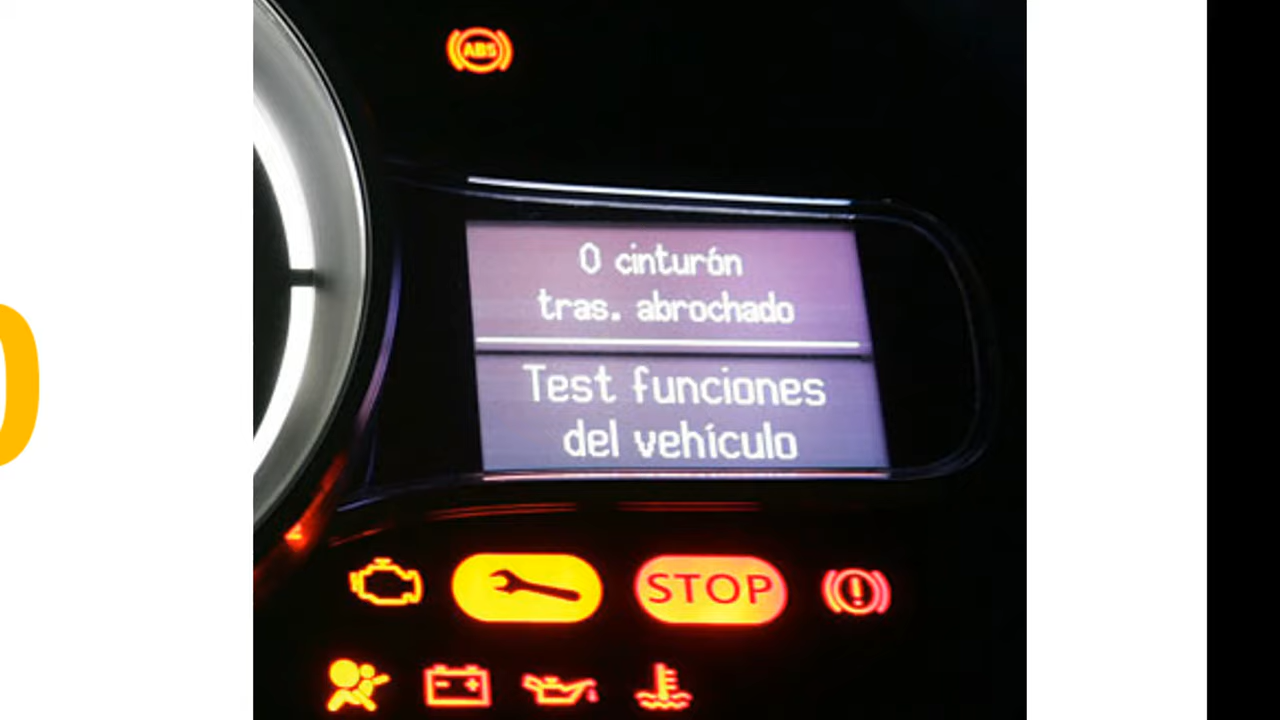 ABS
0 cinturón
tras. abrochado
Test funciones
del vehículo
STOP